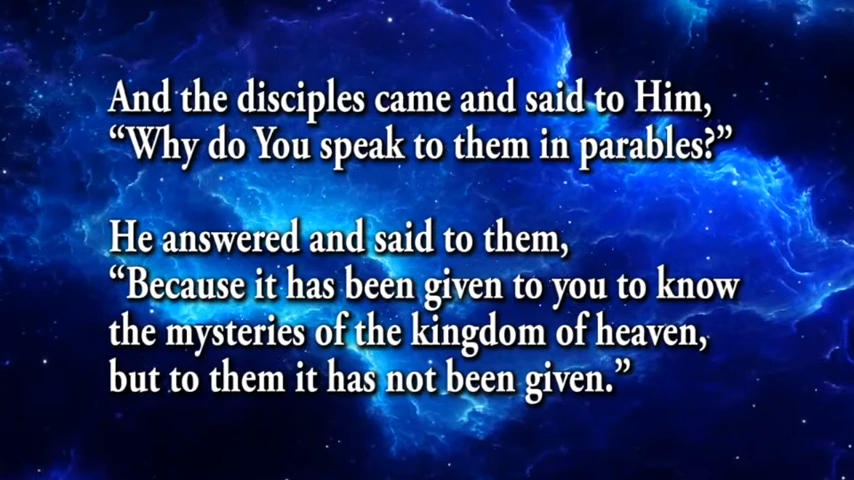 And the disciples came and said to Him,
“Why do You speak to them in parables?”
He answered and said to them,
“Because it has been given to you to know
the mysteries of the kingdom of heaven,
but to them it has not been given.”